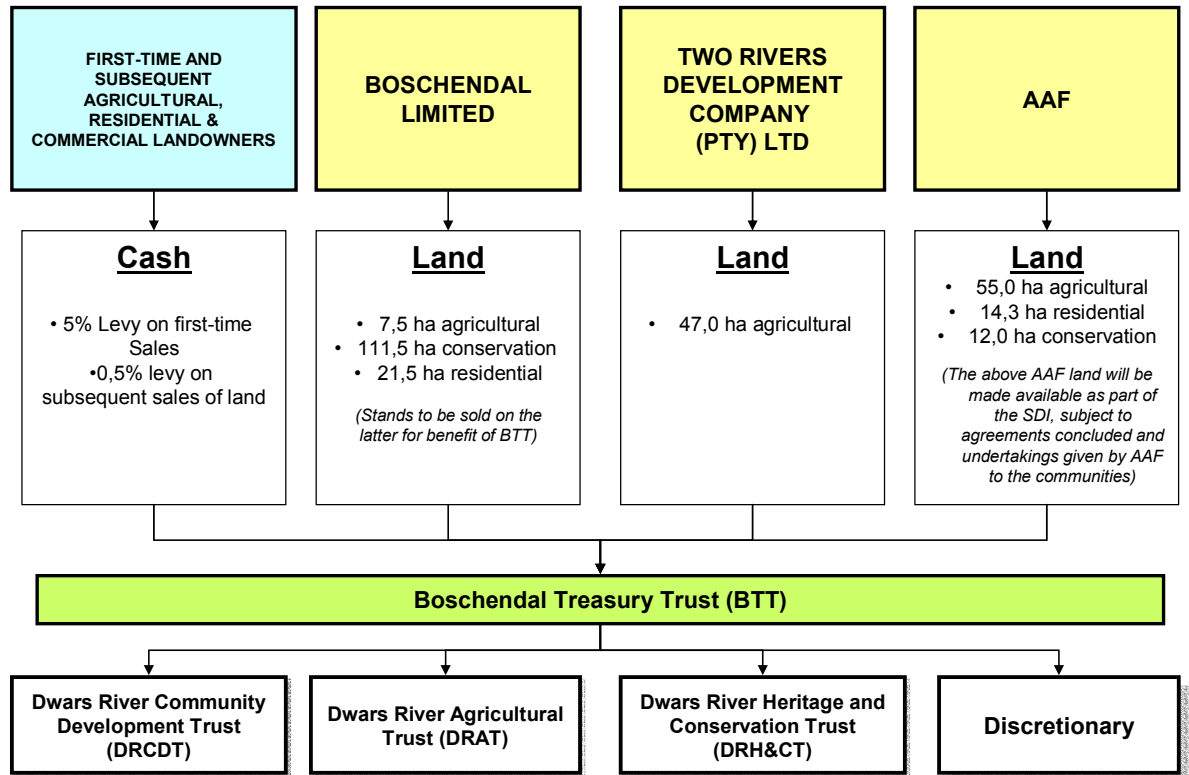 FIRST-TIME AND
SUBSEQUENT
AGRICULTURAL,
RESIDENTIAL &
COMMERCIAL LANDOWNERS
BOSCHENDAL
LIMITED
TWO RIVERS
DEVELOPMENT
COMPANY
(PTY) LTD
AAF
Cash
• 5% Levy on first-time
Sales
•0,5% levy on
subsequent sales of land
Land
• 7,5 ha agricultural
• 111,5 ha conservation
• 21,5 ha residential
(Stands to be sold on the
latter for benefit of BTT)
Land
• 47,0 ha agricultural
Land
• 55,0 ha agricultural
• 14,3 ha residential
• 12,0 ha conservation
(The above AAF land will be
made available as part of
the SDI, subject to
agreements concluded and
undertakings given by AAF
to the communities)
Boschendal Treasury Trust (BTT)
Dwars River Community
Development Trust
(DRCDT)
Dwars River Agricultural
Trust (DRAT)
Dwars River Heritage and
Conservation Trust
(DRH&CT)
Discretionary